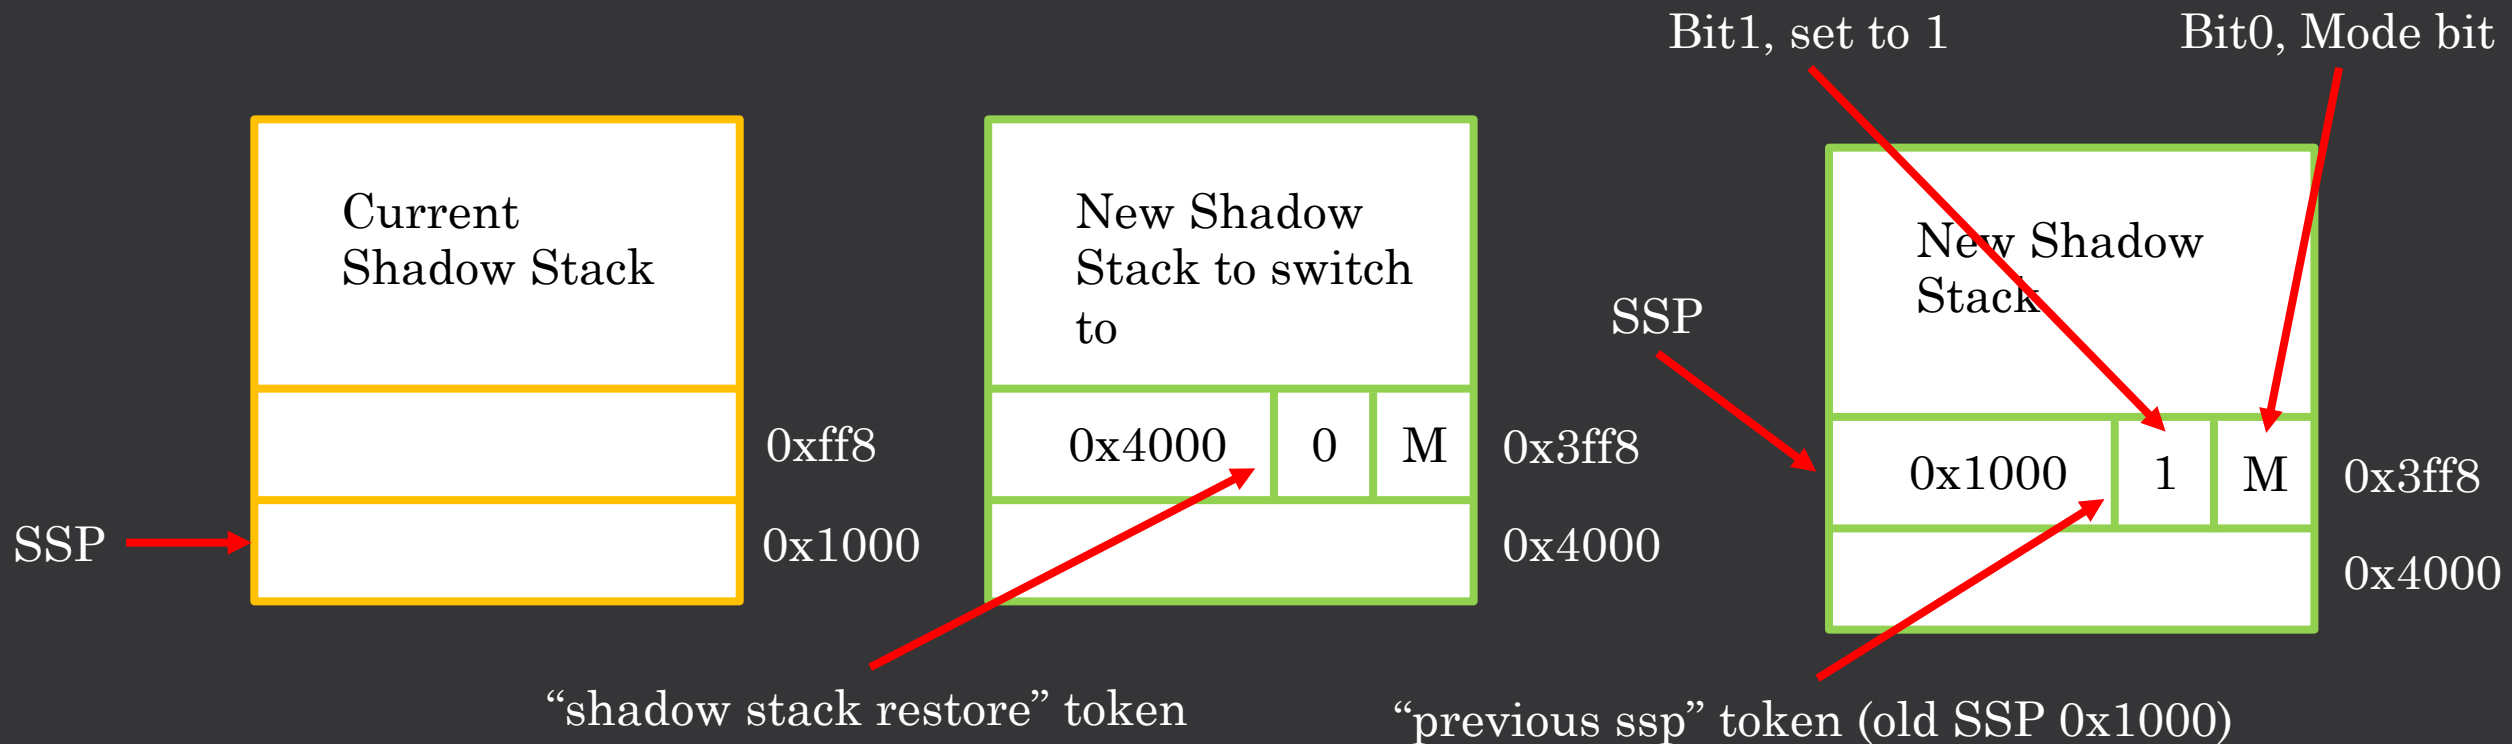 Bit1, set to 1
Bit0, Mode bit
Current
Shadow Stack
0xff8
SSP
0x1000
New Shadow
Stack to switch
to
0x4000 0 M
0x3ff8
0x4000
“shadow stack restore” token
SSP
New Shadow
Stack
0x1000 1 M
0x3ff8
0x4000
“previous ssp” token (old SSP 0x1000)